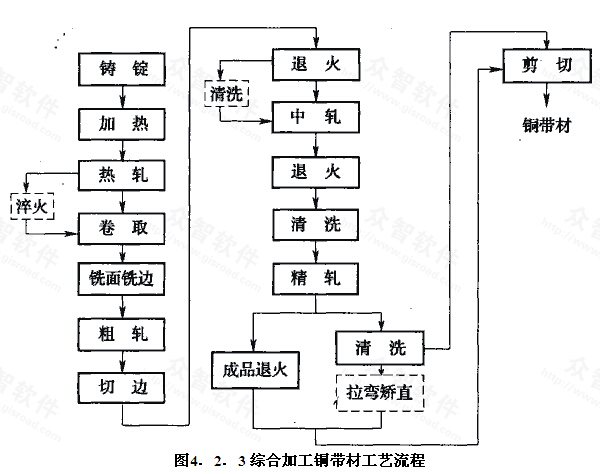 铸锭
加热
热轧
淬火
卷取
铣面铣边
粗轧
切边
退火
清洗
中轧
退火
清洗
精轧
成品退火
清洗
拉弯矫直
剪切
铜带材
图4．2．3 综合加工铜带材工艺流程
众智软件